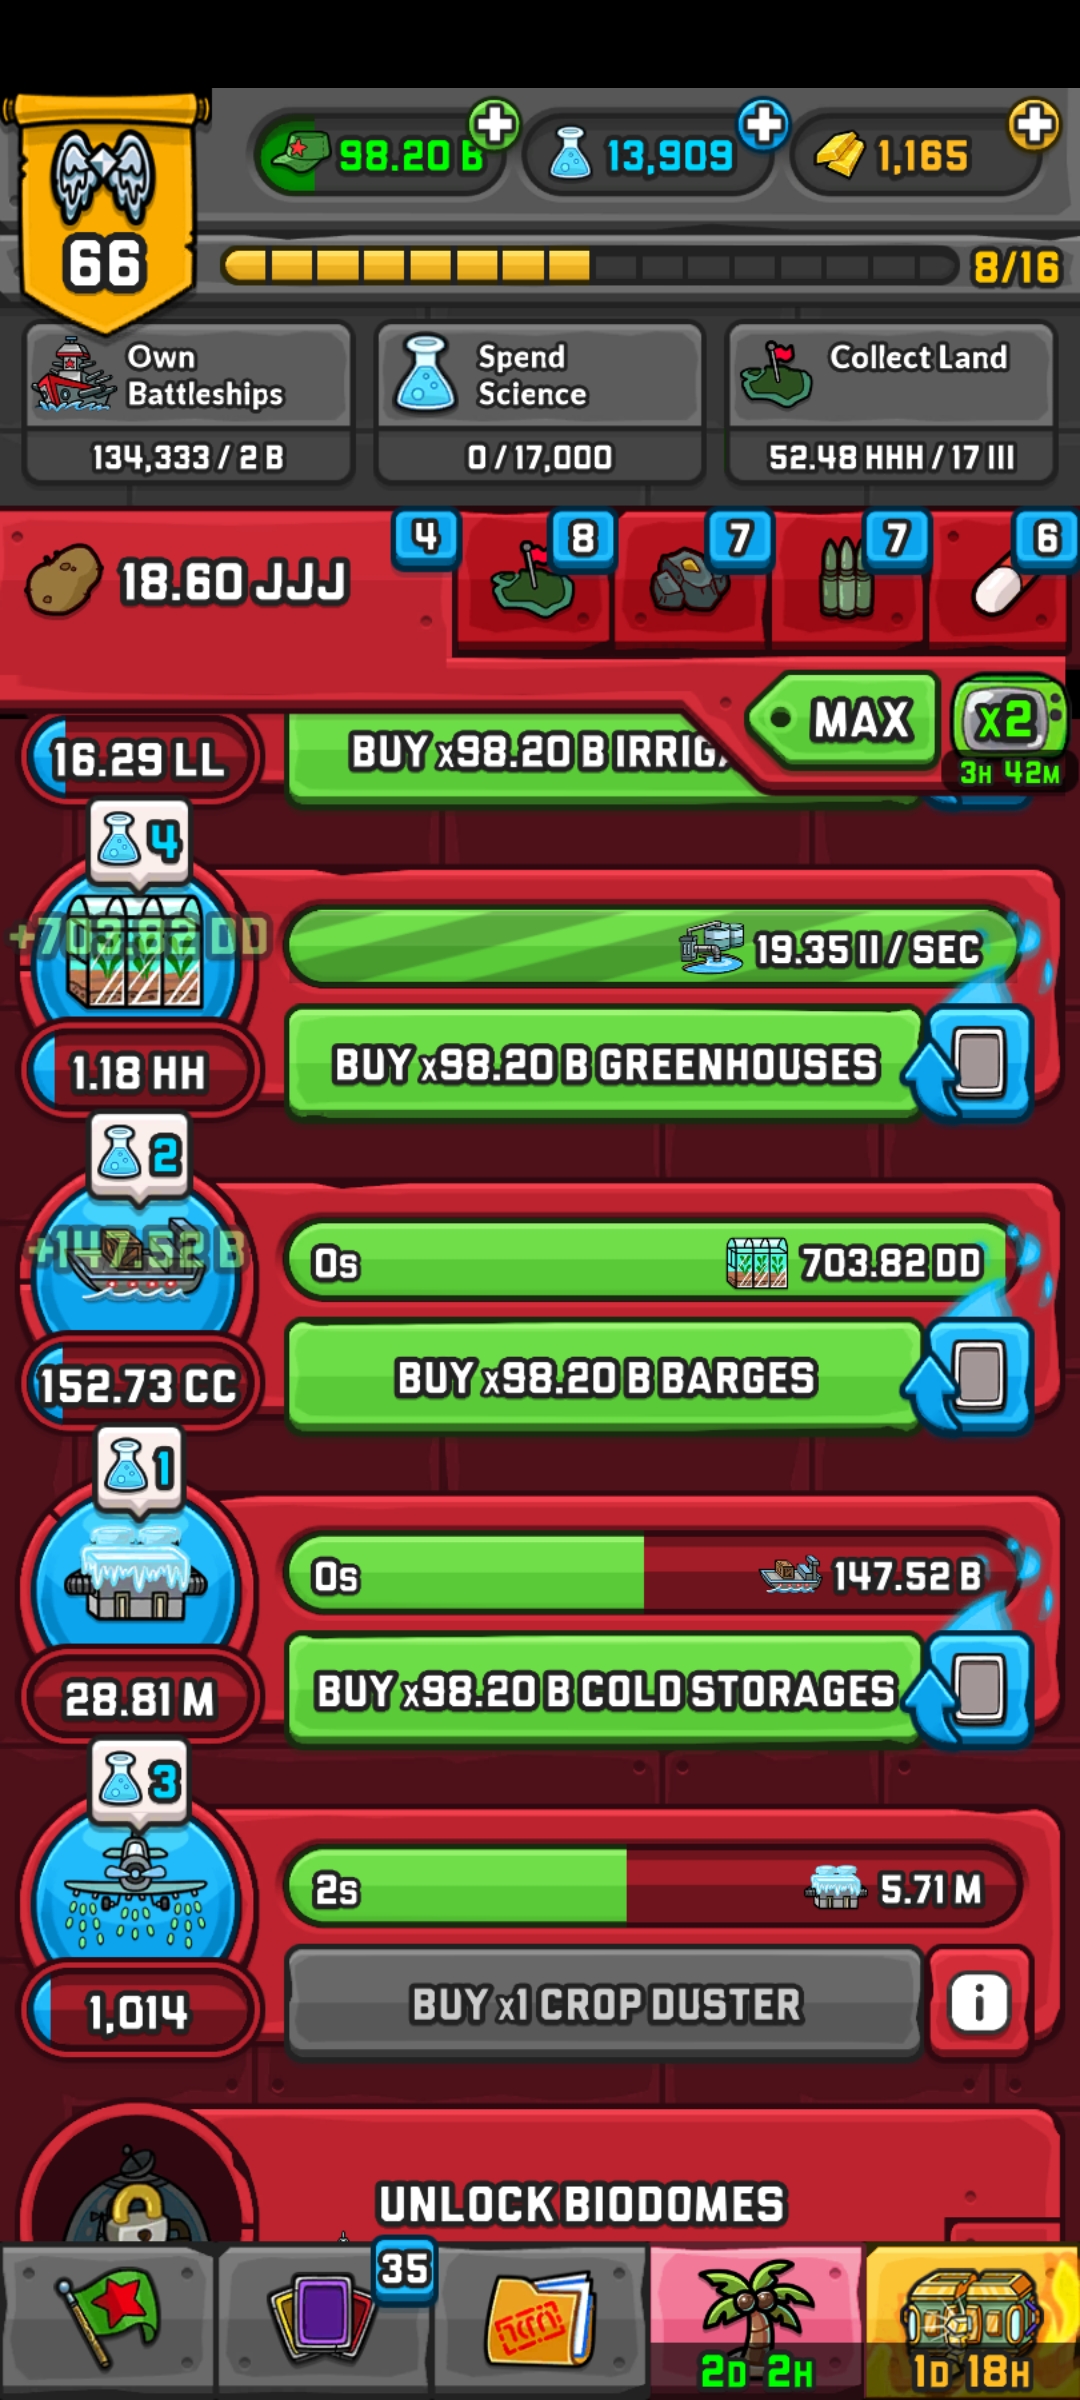 98.20 B
13,909
1,165
66
8/16
Own
Battleships
134,333 / 2 B
Spend
Science
0 / 17,000
Collect Land
52.48 HHH / 17 III
18.60 JJJ
4
8
7
7
6
MAX
x2
3H 42M
16.29 LL
BUY x98.20 B
4
+703.82 DD
19.35 II / SEC
1.18 HH
BUY x98.20 B GREENHOUSES
2
+147.52 B
0s
703.82 DD
152.73 CC
BUY x98.20 B BARGES
1
0s
147.52 B
28.81 M
BUY x98.20 B COLD STORAGES
3
2s
5.71 M
1,014
BUY x1 CROP DUSTER
i
UNLOCK BIODOMES
35
2D 2H
1D 18H